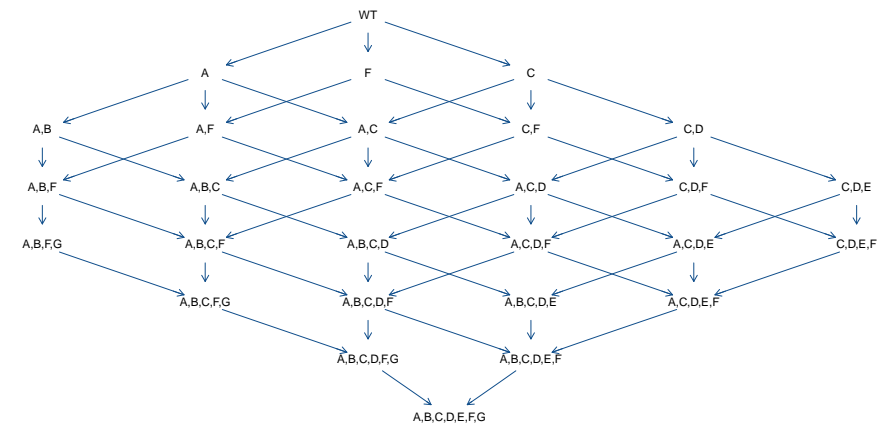 WT
A F C
A,B A,F A,C C,F C,D
A,B,F A,B,C A,C,F A,C,D C,D,F C,D,E
A,B,F,G A,B,C,F A,B,C,D A,C,D,F A,C,D,E C,D,E,F
A,B,C,F,G A,B,C,D,F A,B,C,D,E A,C,D,E,F
A,B,C,D,F,G A,B,C,D,E,F
A,B,C,D,E,F,G